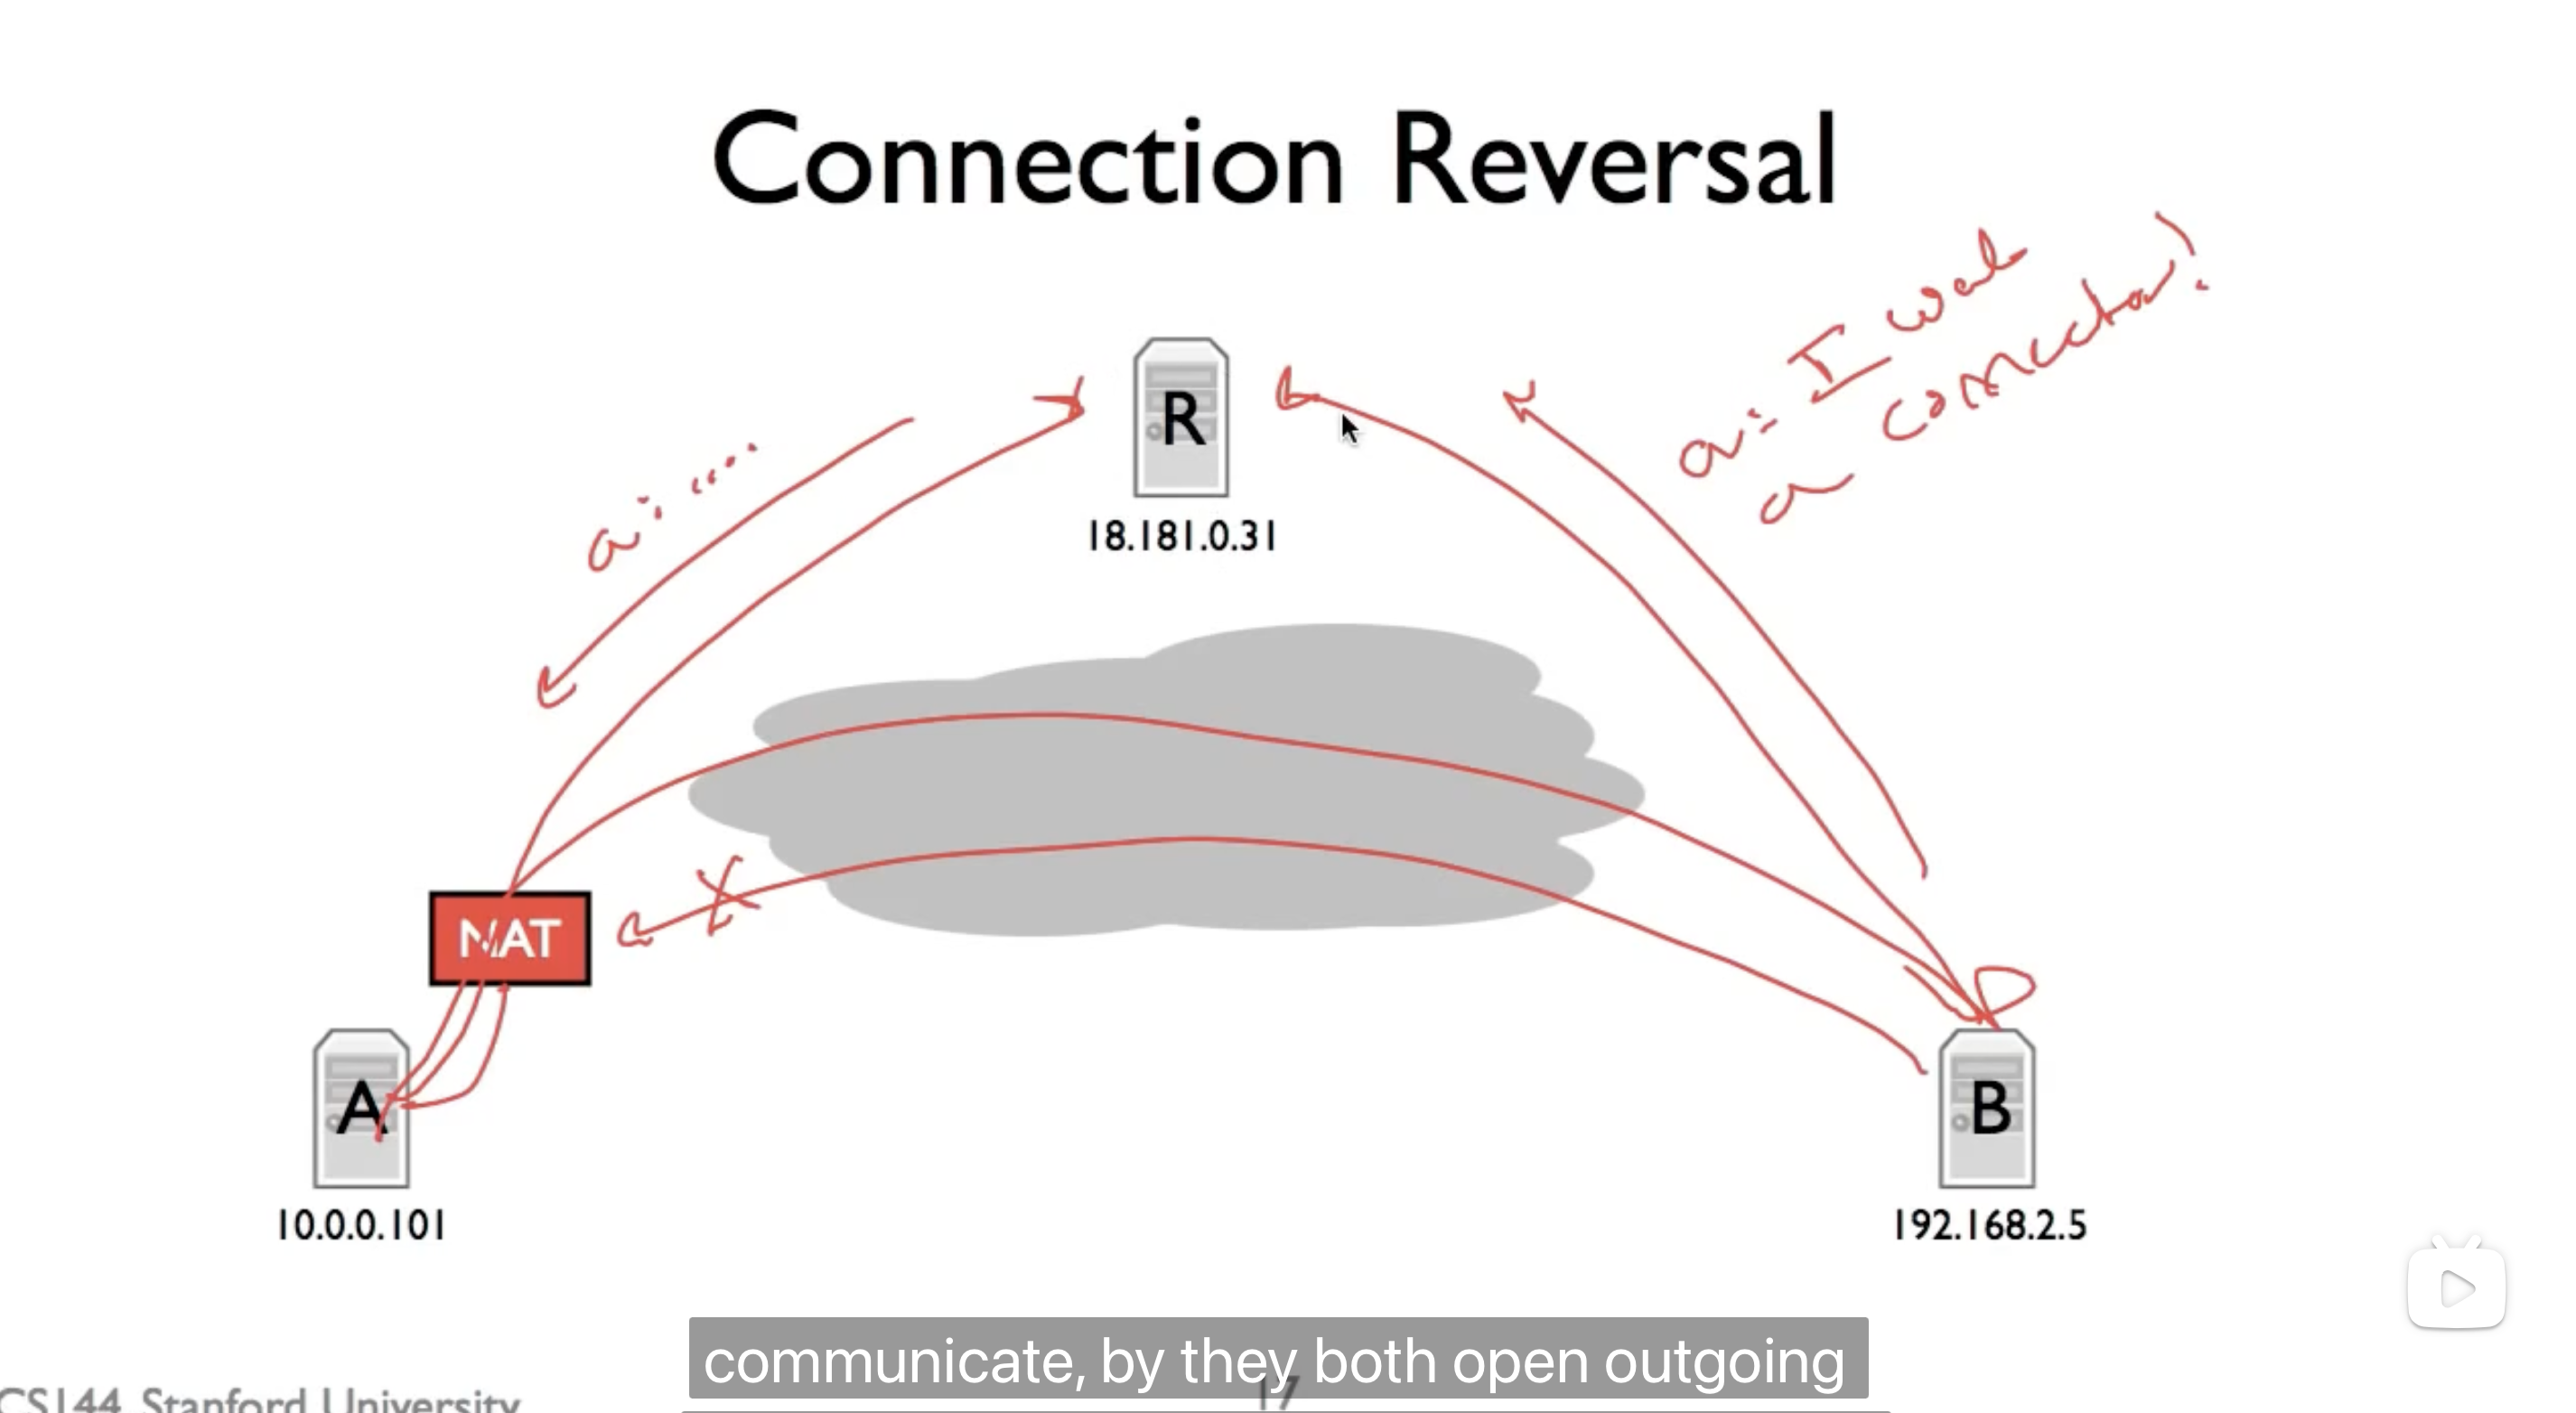 Connection Reversal
a: I want
a connection!
a: .....
R
18.181.0.31
NAT
A
B
10.0.0.101
192.168.2.5
communicate, by they both open outgoing
CS144, Stanford University
17